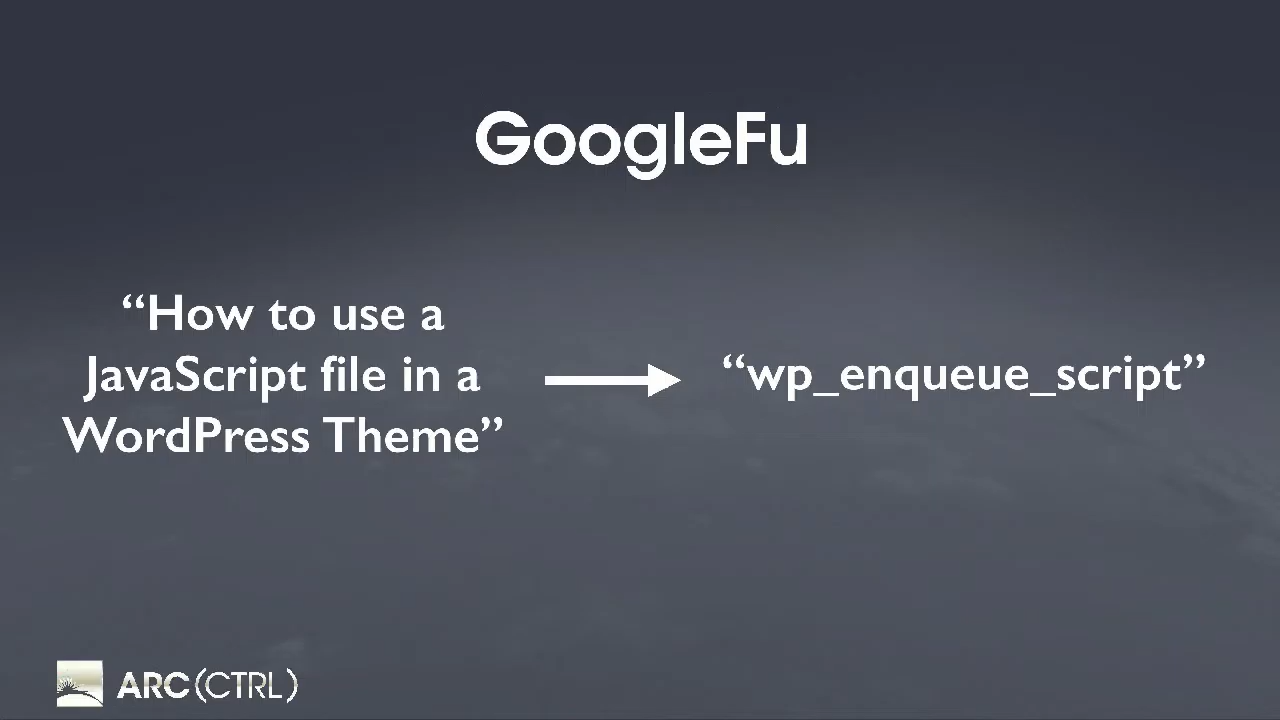 GoogleFu
“How to use a
JavaScript file in a
WordPress Theme”
“wp_enqueue_script”
ARC(CTRL)